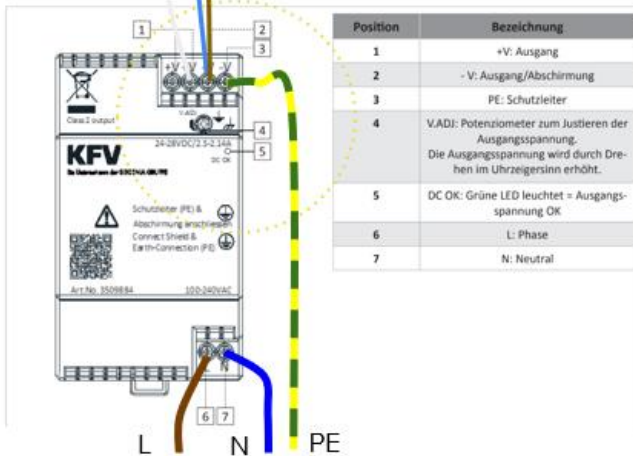 1
2
3
Position Bezeichnung
1 +V: Ausgang
2 - V: Ausgang/Abschirmung
3 PE: Schutzleiter
4 V.ADJ: Potenziometer zum Justieren der
Ausgangsspannung.
Die Ausgangsspannung wird durch Dre-
hen im Uhrzeigersinn erhöht.
5 DC OK: Grüne LED leuchtet = Ausgangs-
spannung OK
6 L: Phase
7 N: Neutral
+V -V -V
Class 2 output
V.ADJ
4
24-28VDC/2.5-2.14A
5
DC OK
KFV
Schutzleiter (PE) &
Abschirmung anschließen
Connect Shield &
Earth-Connection (PE)
Art.No. 3509884 100-240VAC
6 7
L N PE